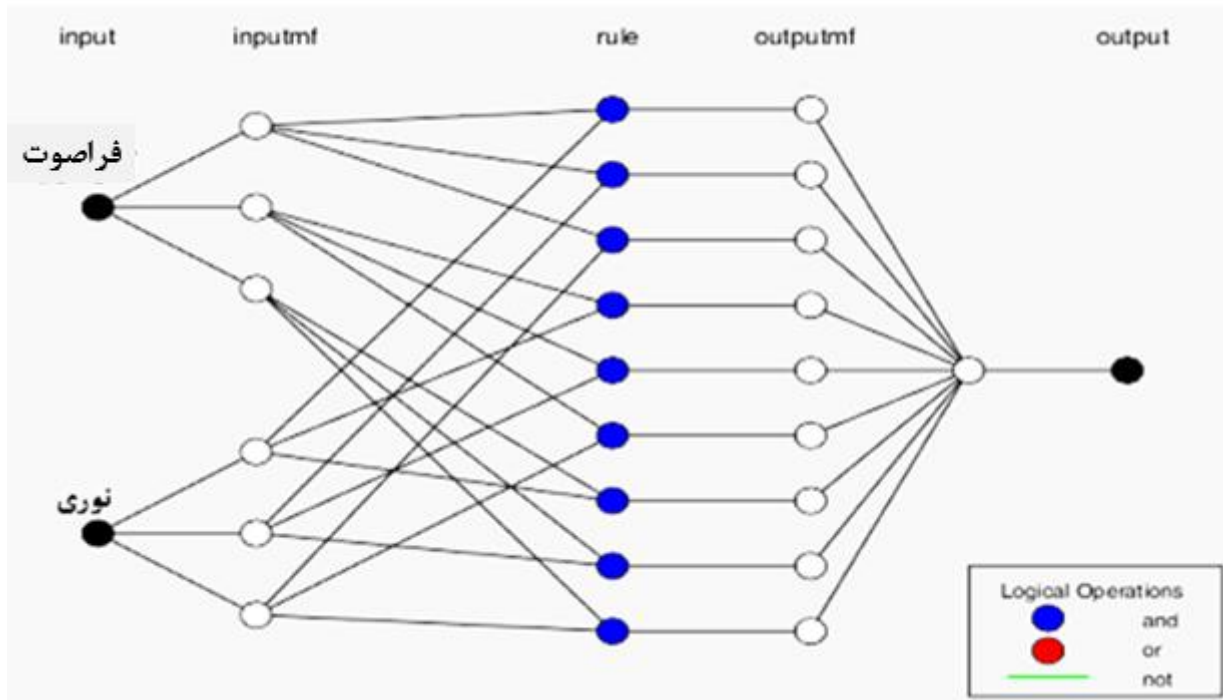 input inputmf rule outputmf output
فراصوت
نوری
Logical Operations
and
or
not